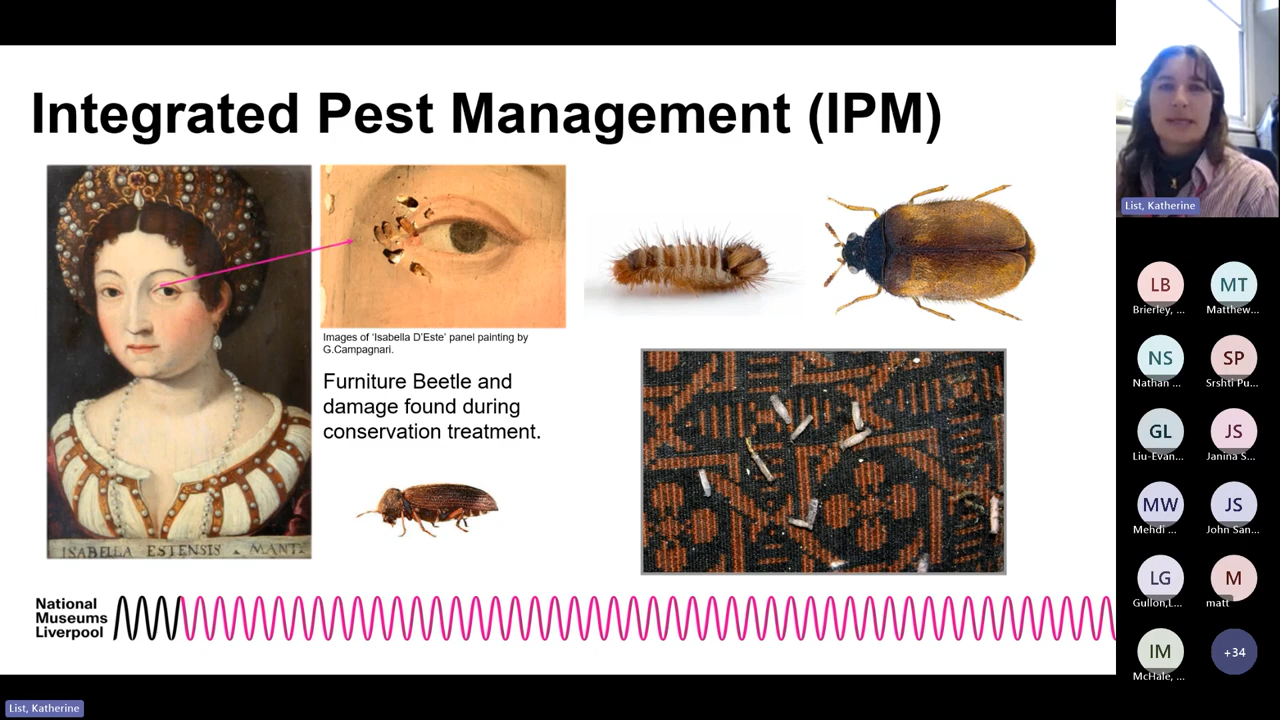 Integrated Pest Management (IPM)
Images of ‘Isabella D’Este’ panel painting by
G.Campagnari.
Furniture Beetle and
damage found during
conservation treatment.
ISABELLA ESTENSIS ▴ MANT
National
Museums
Liverpool
List, Katherine
LB
Brierley, ...
MT
Matthew...
NS
Nathan ...
SP
Srshti Pu...
GL
Liu-Evan...
JS
Janina S...
MW
Mehdi ...
JS
John San...
LG
Gullon,L...
M
matt
IM
McHale, ...
+34
List, Katherine